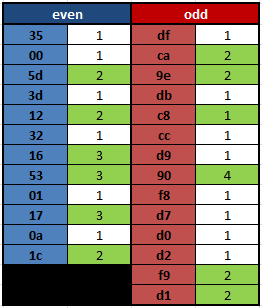 even odd
35 1 df 1
00 1 ca 2
5d 2 9e 2
3d 1 db 1
12 2 c8 1
32 1 cc 1
16 3 d9 1
53 3 90 4
01 1 f8 1
17 3 d7 1
0a 1 d0 1
1c 2 d2 1
f9 2
d1 2